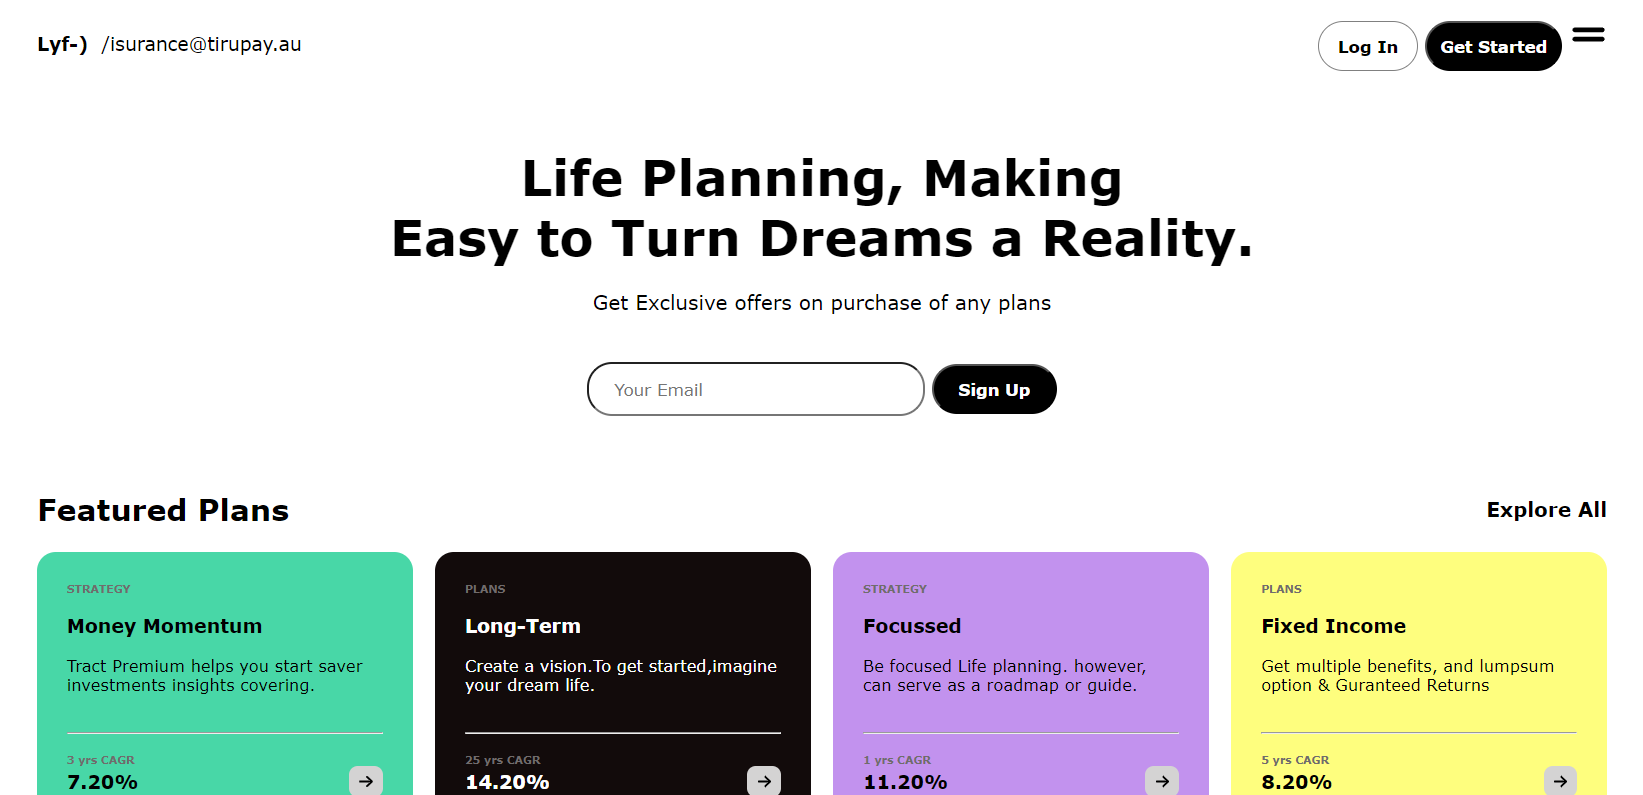 Lyf-) /isurance@tirupay.au
Log In
Get Started
Life Planning, Making
Easy to Turn Dreams a Reality.
Get Exclusive offers on purchase of any plans
Your Email
Sign Up
Featured Plans
Explore All
STRATEGY
Money Momentum
Tract Premium helps you start saver
investments insights covering.
3 yrs CAGR
7.20%
PLANS
Long-Term
Create a vision.To get started,imagine
your dream life.
25 yrs CAGR
14.20%
STRATEGY
Focussed
Be focused Life planning. however,
can serve as a roadmap or guide.
1 yrs CAGR
11.20%
PLANS
Fixed Income
Get multiple benefits, and lumpsum
option & Guranteed Returns
5 yrs CAGR
8.20%